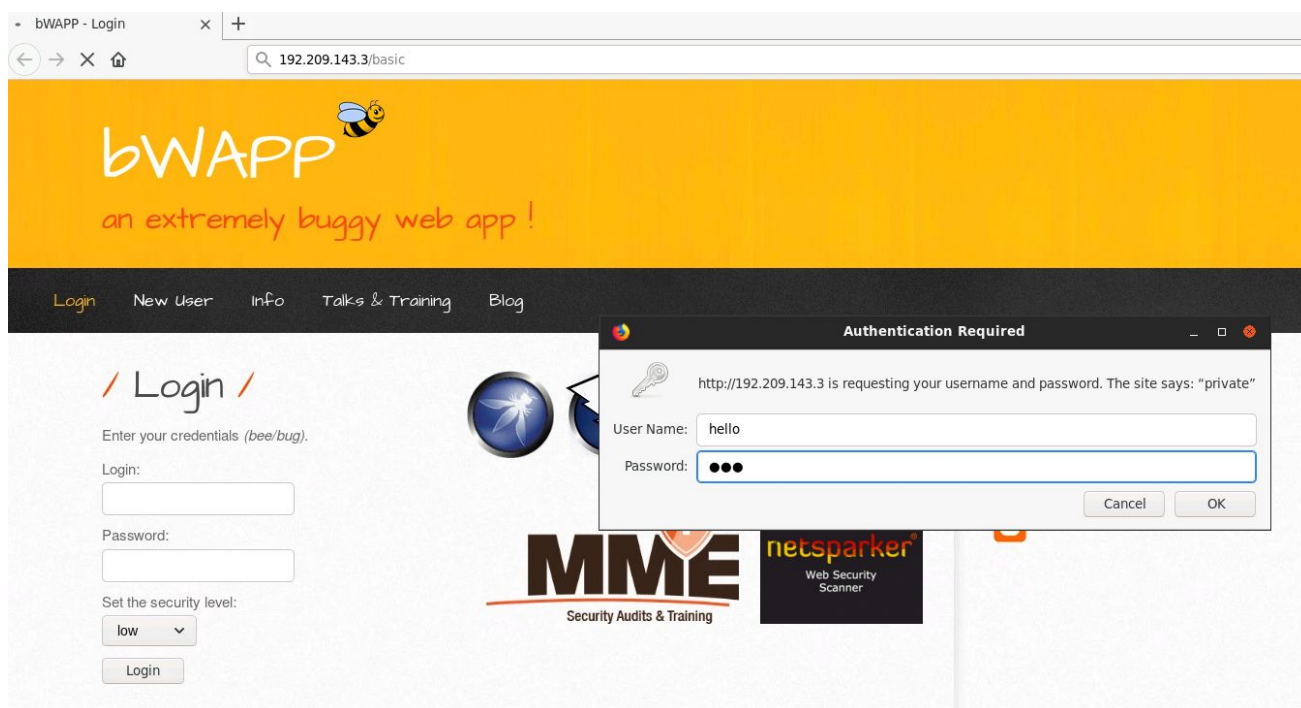 bWAPP - Login
192.209.143.3/basic
bWAPP
an extremely buggy web app !
Login New User Info Talks & Training Blog
/ Login /
Enter your credentials (bee/bug).
Login:
Password:
Set the security level:
low
Login
Authentication Required
http://192.209.143.3 is requesting your username and password. The site says: “private”
User Name: hello
Password: ●●●
Cancel OK
MME
Security Audits & Training
netsparker
Web Security
Scanner